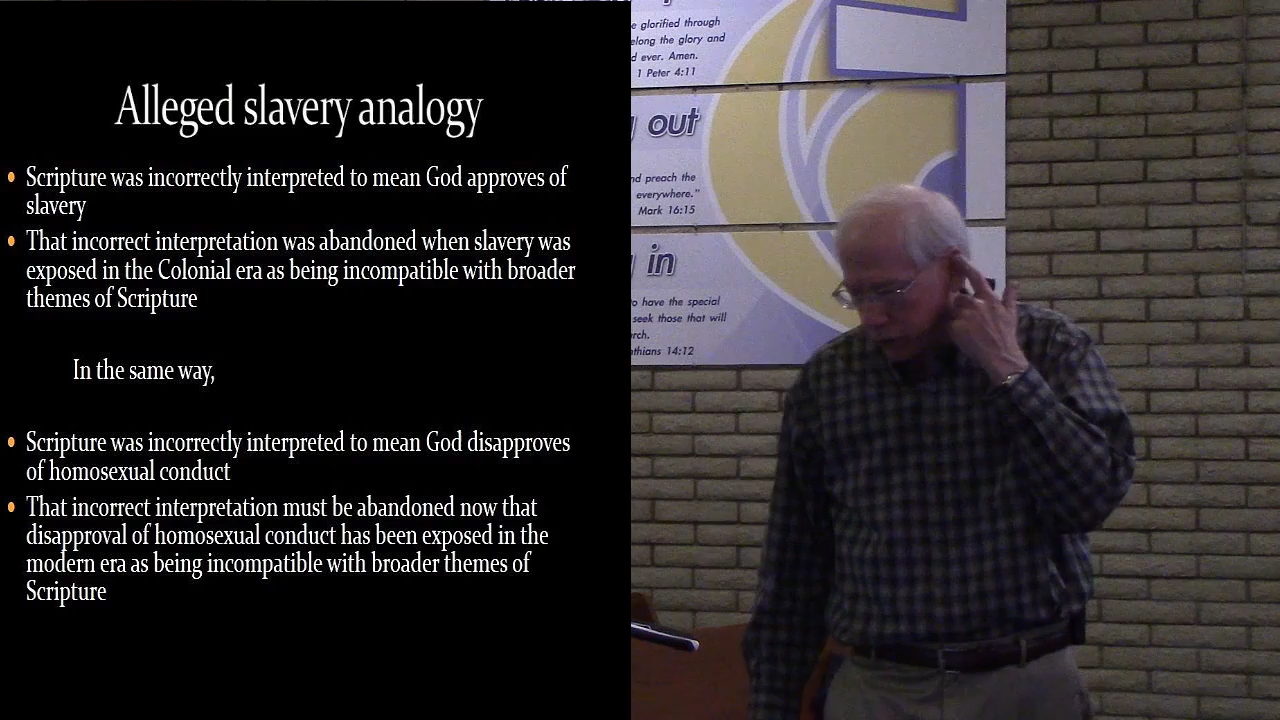 Alleged slavery analogy
Scripture was incorrectly interpreted to mean God approves of
slavery
That incorrect interpretation was abandoned when slavery was
exposed in the Colonial era as being incompatible with broader
themes of Scripture
In the same way,
Scripture was incorrectly interpreted to mean God disapproves
of homosexual conduct
That incorrect interpretation must be abandoned now that
disapproval of homosexual conduct has been exposed in the
modern era as being incompatible with broader themes of
Scripture
e glorified through
elong the glory and
d ever. Amen.
1 Peter 4:11
out
nd preach the
everywhere."
Mark 16:15
in
to have the special
seek those that will
urch.
nthians 14:12